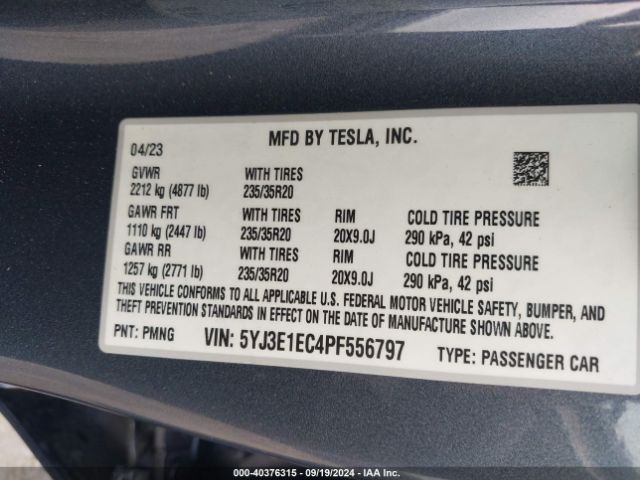 MFD BY TESLA, INC.
04/23
GVWR WITH TIRES
2212 kg (4877 lb) 235/35R20
GAWR FRT WITH TIRES RIM COLD TIRE PRESSURE
1110 kg (2447 lb) 235/35R20 20X9.0J 290 kPa, 42 psi
GAWR RR WITH TIRES RIM COLD TIRE PRESSURE
1257 kg (2771 lb) 235/35R20 20X9.0J 290 kPa, 42 psi
THIS VEHICLE CONFORMS TO ALL APPLICABLE U.S. FEDERAL MOTOR VEHICLE SAFETY, BUMPER, AND
THEFT PREVENTION STANDARDS IN EFFECT ON THE DATE OF MANUFACTURE SHOWN ABOVE.
PNT: PMNG VIN: 5YJ3E1EC4PF556797 TYPE: PASSENGER CAR
000-40376315 - 09/19/2024 - IAA Inc.